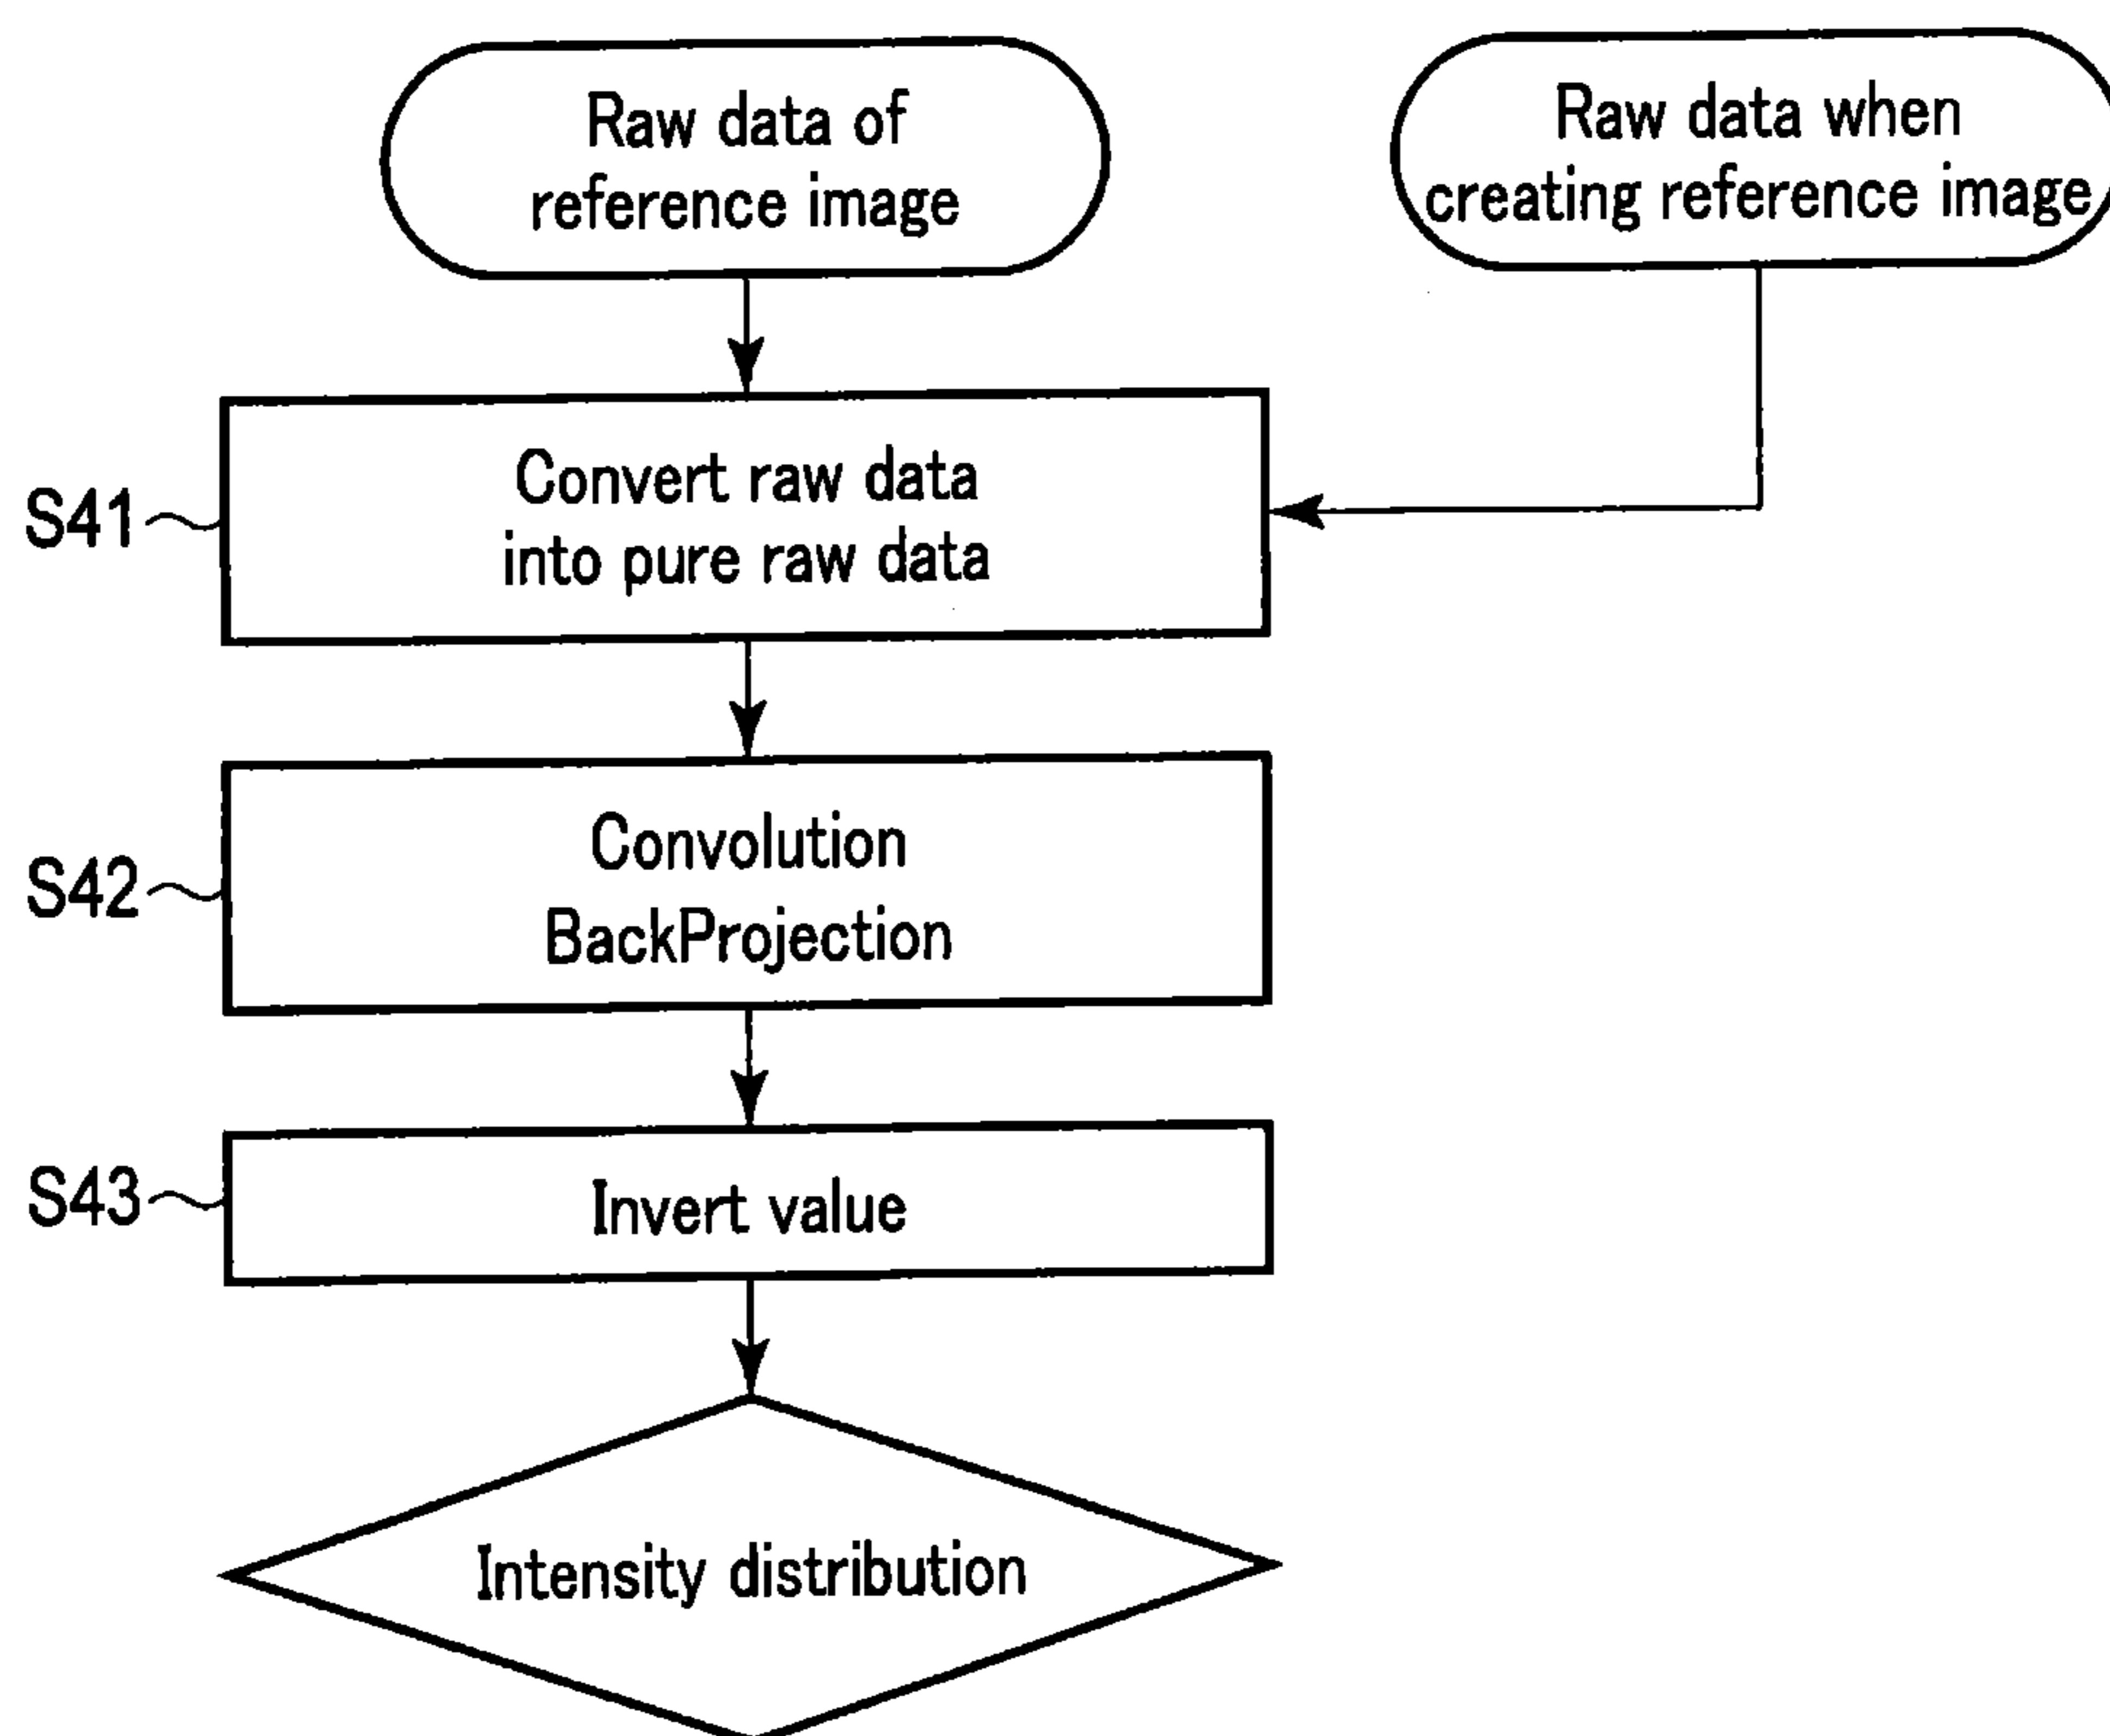 Raw data of
reference image
Raw data when
creating reference image
S41
Convert raw data
into pure raw data
S42
Convolution
BackProjection
S43
Invert value
Intensity distribution